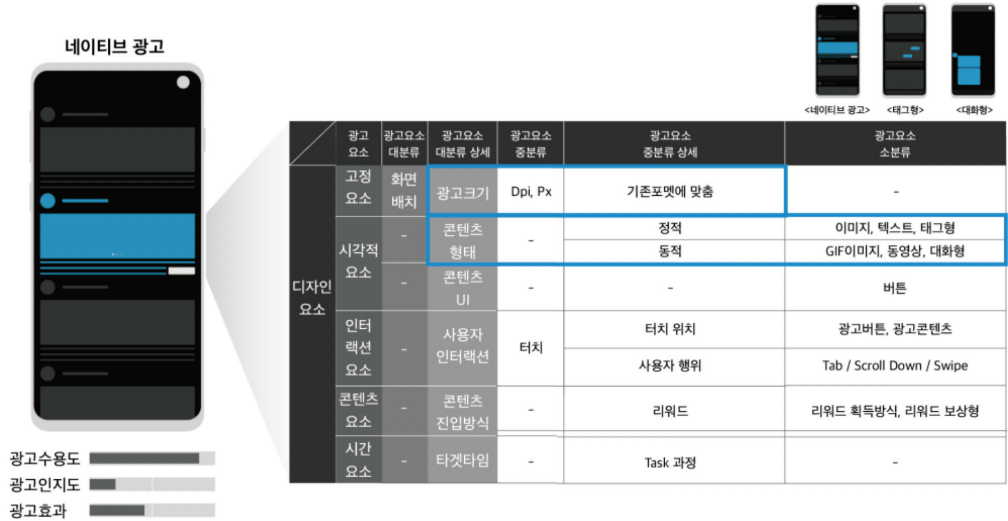 네이티브 광고
<네이티브 광고> <태그형> <대화형>
광고 요소 광고요소 대분류 광고요소 대분류 상세 광고요소 중분류 광고요소 중분류 상세 광고요소 소분류
디자인 요소
고정 요소 화면 배치 광고크기 Dpi, Px 기존포멧에 맞춤 -
시각적 요소 - 콘텐츠 형태 - 정적 이미지, 텍스트, 태그형
동적 GIF이미지, 동영상, 대화형
- 콘텐츠 UI - - 버튼
인터랙션 요소 - 사용자 인터랙션 터치 터치 위치 광고버튼, 광고콘텐츠
사용자 행위 Tab / Scroll Down / Swipe
콘텐츠 요소 - 콘텐츠 진입방식 - 리워드 리워드 획득방식, 리워드 보상형
시간 요소 - 타겟타임 - Task 과정 -
광고수용도
광고인지도
광고효과